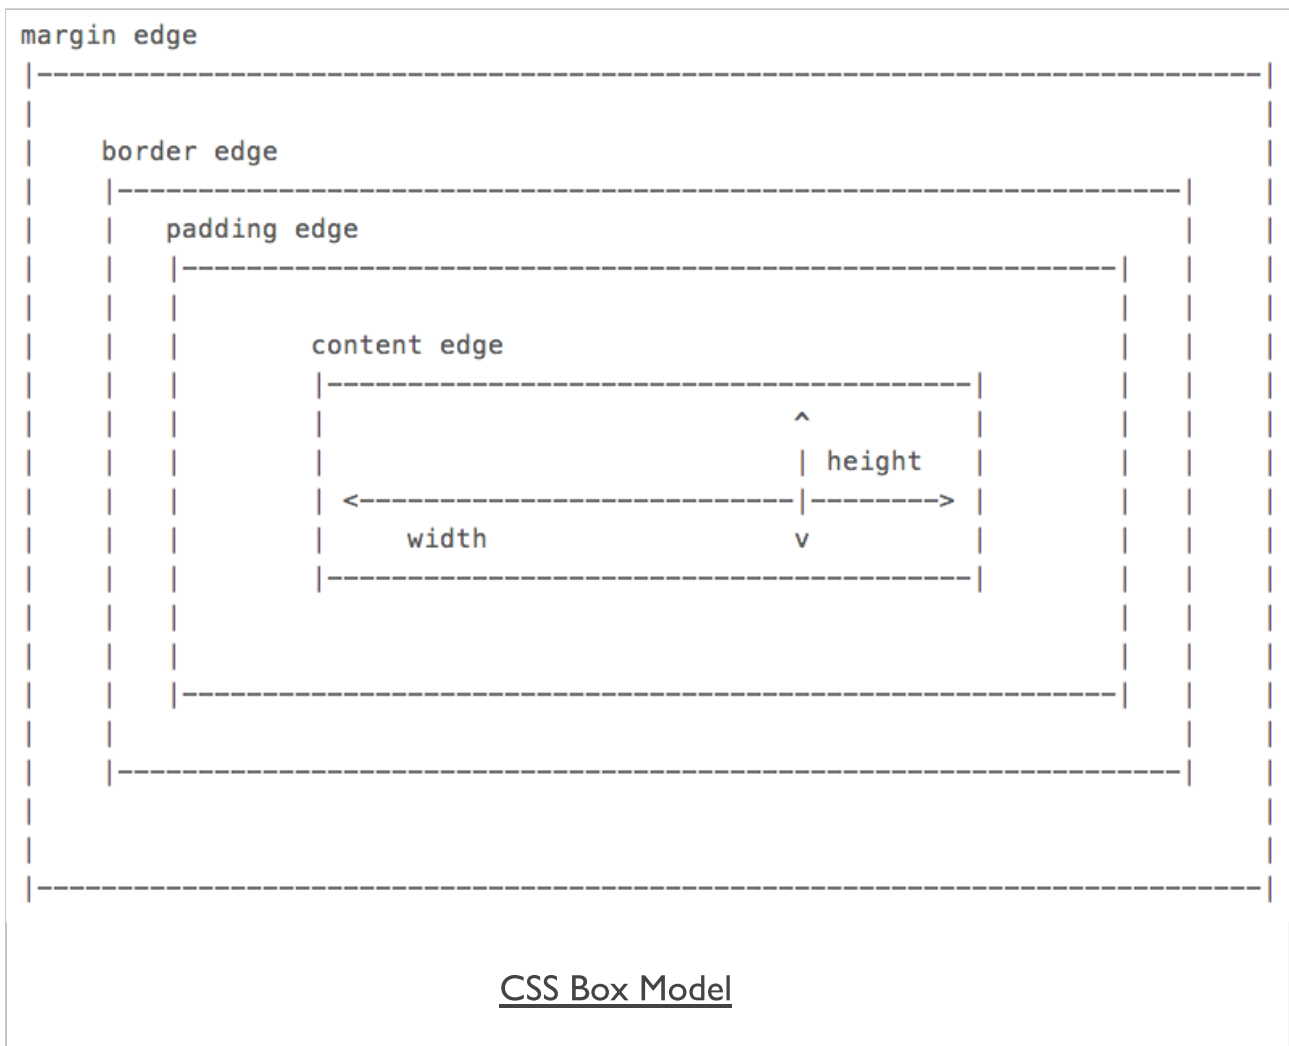 margin edge
border edge
padding edge
content edge
height
width
CSS Box Model